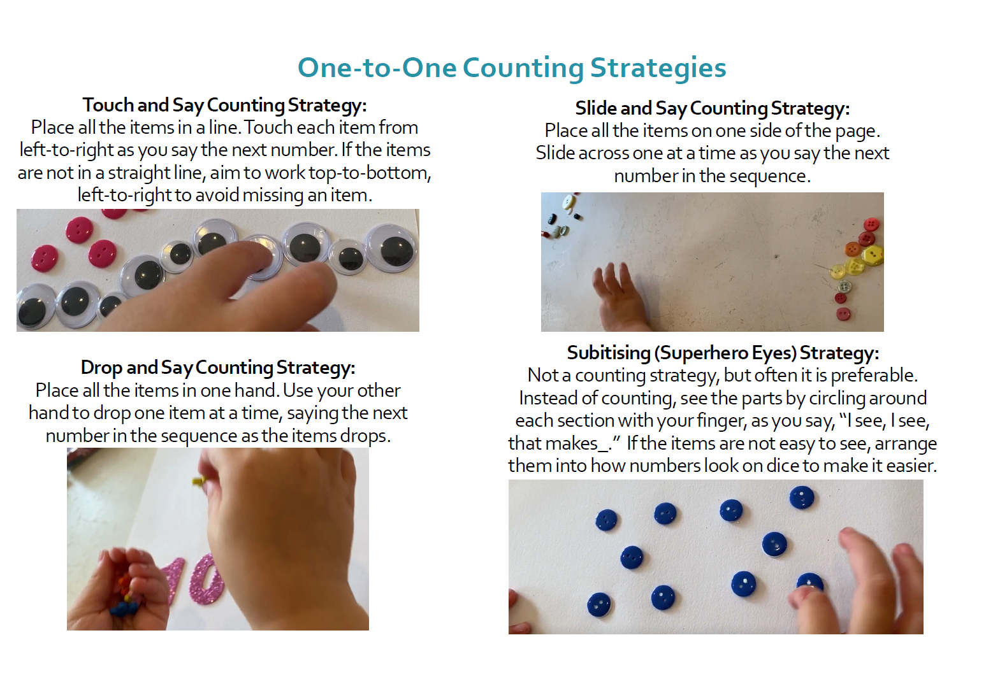 One-to-One Counting Strategies
Touch and Say Counting Strategy:
Place all the items in a line. Touch each item from
left-to-right as you say the next number. If the items
are not in a straight line, aim to work top-to-bottom,
left-to-right to avoid missing an item.
Slide and Say Counting Strategy:
Place all the items on one side of the page.
Slide across one at a time as you say the next
number in the sequence.
Drop and Say Counting Strategy:
Place all the items in one hand. Use your other
hand to drop one item at a time, saying the next
number in the sequence as the items drops.
10
Subitising (Superhero Eyes) Strategy:
Not a counting strategy, but often it is preferable.
Instead of counting, see the parts by circling around
each section with your finger, as you say, “I see, I see,
that makes_.” If the items are not easy to see, arrange
them into how numbers look on dice to make it easier.